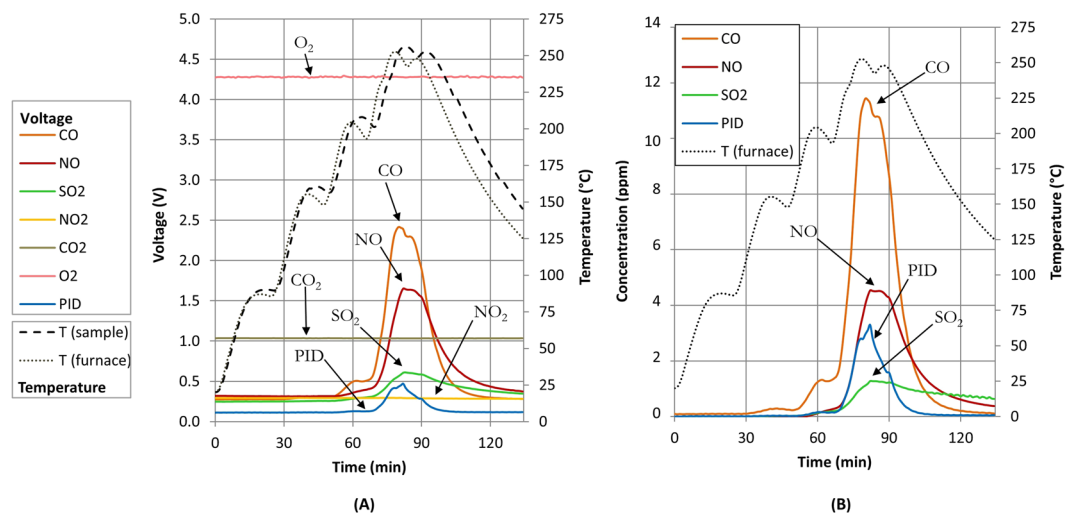 Voltage
CO
NO
SO2
NO2
CO2
O2
PID
T (sample)
T (furnace)
Temperature
5.0
4.5
4.0
3.5
3.0
2.5
2.0
1.5
1.0
0.5
0.0
Voltage (V)
O2
CO
NO
CO2
SO2
NO2
PID
275
250
225
200
175
150
125
100
75
50
25
0
Temperature (°C)
0 30 60 90 120
Time (min)
(A)
14
12
10
8
6
4
2
0
Concentration (ppm)
CO
NO
SO2
PID
T (furnace)
CO
NO
PID
SO2
275
250
225
200
175
150
125
100
75
50
25
0
Temperature (°C)
0 30 60 90 120
Time (min)
(B)